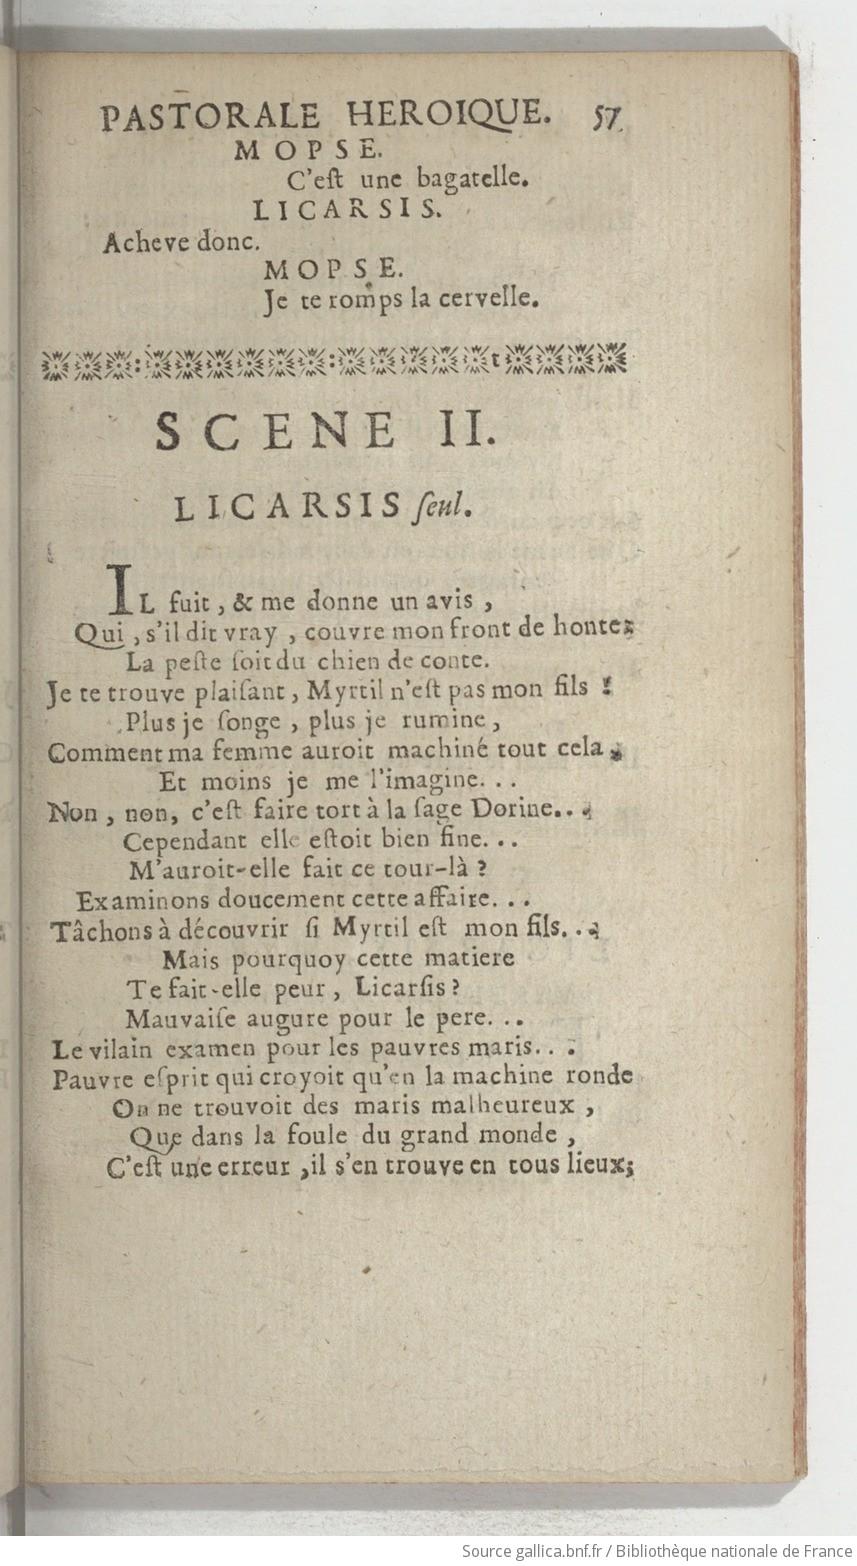 PASTORALE HEROIQUE. 57
MOPSE.
C'eſt une bagatelle.
LICARSIS.
Acheve donc.
MOPSE.
Je te romps la cervelle.
SCENE II.
LICARSIS ſeul.
IL fuit, & me donne un avis,
Qui, s'il dit vray, couvre mon front de honte;
La peſte ſoit du chien de conte.
Je te trouve plaiſant, Myrtil n'eſt pas mon fils !
Plus je ſonge, plus je rumine,
Comment ma femme auroit machiné tout cela,
Et moins je me l'imagine...
Non, non, c'eſt faire tort à la ſage Dorine...
Cependant elle eſtoit bien fine...
M'auroit-elle fait ce tour-là ?
Examinons doucement cette affaire...
Tâchons à découvrir ſi Myrtil eſt mon fils...
Mais pourquoy cette matiere
Te fait-elle peur, Licarſis ?
Mauvaiſe augure pour le pere...
Le vilain examen pour les pauvres maris...
Pauvre eſprit qui croyoit qu'en la machine ronde
On ne trouvoit des maris malheureux,
Que dans la foule du grand monde,
C'eſt une erreur, il s'en trouve en tous lieux;
Source gallica.bnf.fr / Bibliothèque nationale de France